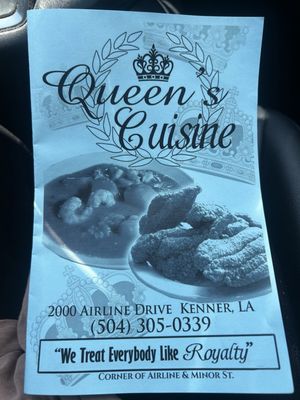 Queen's
Cuisine
2000 Airline Drive Kenner, LA
(504) 305-0339
"We Treat Everybody Like Royalty"
Corner of Airline & Minor St.